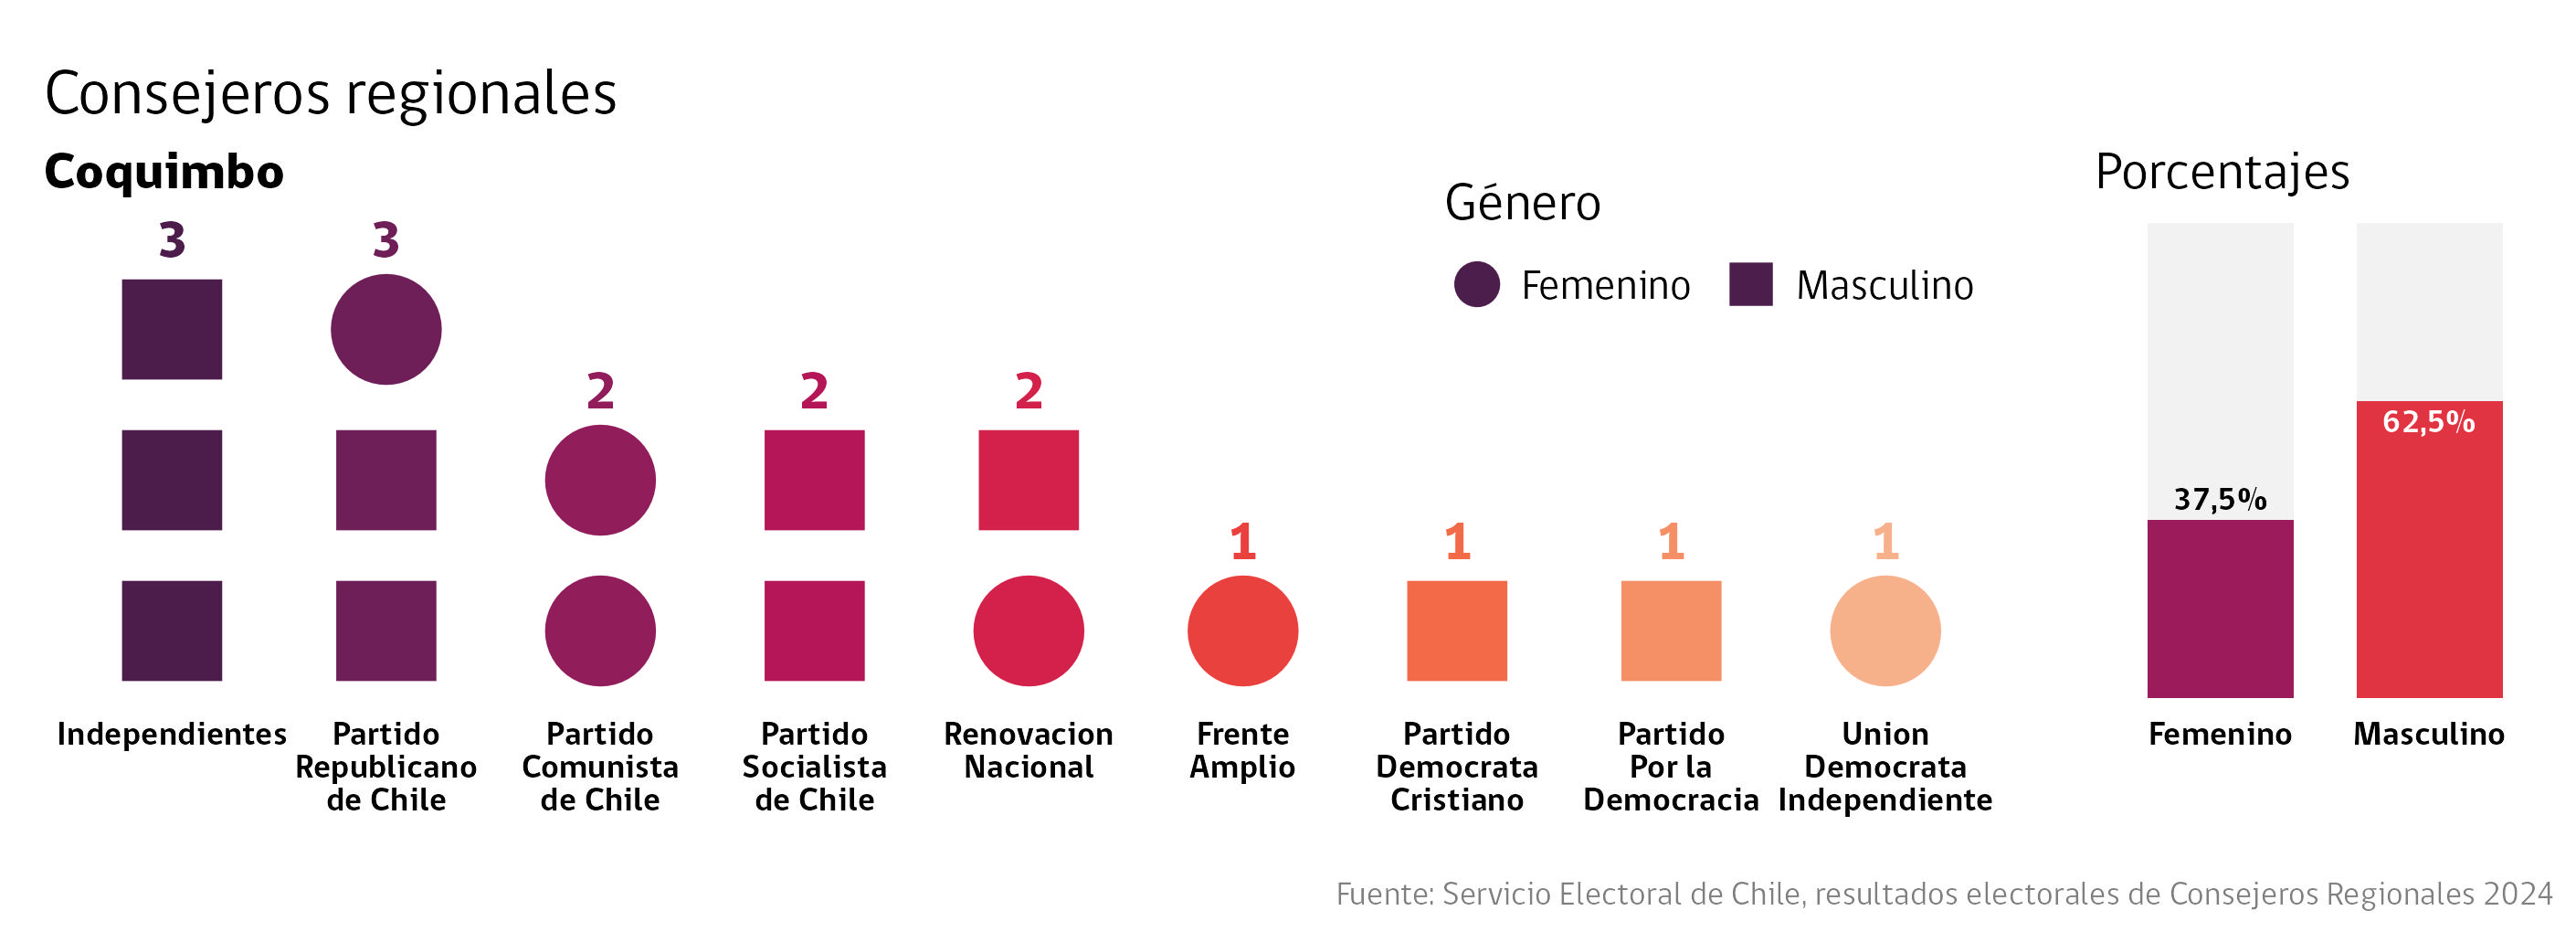 Consejeros regionales
Coquimbo
Género
Femenino
Masculino
Porcentajes
3
3
2
2
2
1
1
1
1
37,5%
62,5%
Independientes
Partido
Republicano
de Chile
Partido
Comunista
de Chile
Partido
Socialista
de Chile
Renovacion
Nacional
Frente
Amplio
Partido
Democrata
Cristiano
Partido
Por la
Democracia
Union
Democrata
Independiente
Femenino
Masculino
Fuente: Servicio Electoral de Chile, resultados electorales de Consejeros Regionales 2024